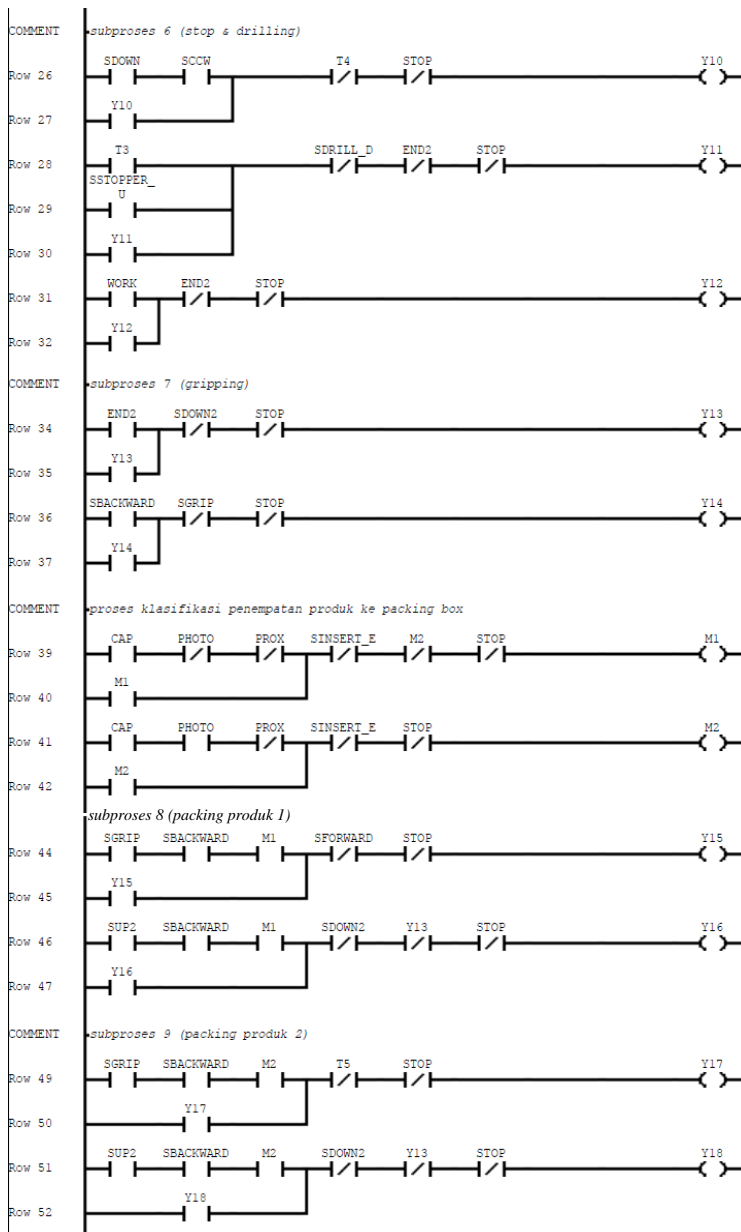 COMMENT subproses 6 (stop & drilling)
SDOWN SCCW T4 STOP Y10
Row 26
Y10
Row 27
T3 SDRILL_D END2 STOP Y11
Row 28
SSTOPPER_
U
Row 29
Y11
Row 30
WORK END2 STOP Y12
Row 31
Y12
Row 32
COMMENT subproses 7 (gripping)
END2 SDOWN2 STOP Y13
Row 34
Y13
Row 35
SBACKWARD SGRIP STOP Y14
Row 36
Y14
Row 37
COMMENT proses klasifikasi penempatan produk ke packing box
CAP PHOTO PROX SINSERT_E M2 STOP M1
Row 39
M1
Row 40
CAP PHOTO PROX SINSERT_E STOP M2
Row 41
M2
Row 42
subproses 8 (packing produk 1)
SGRIP SBACKWARD M1 SFORWARD STOP Y15
Row 44
Y15
Row 45
SUP2 SBACKWARD M1 SDOWN2 Y13 STOP Y16
Row 46
Y16
Row 47
COMMENT subproses 9 (packing produk 2)
SGRIP SBACKWARD M2 T5 STOP Y17
Row 49
Y17
Row 50
SUP2 SBACKWARD M2 SDOWN2 Y13 STOP Y18
Row 51
Y18
Row 52